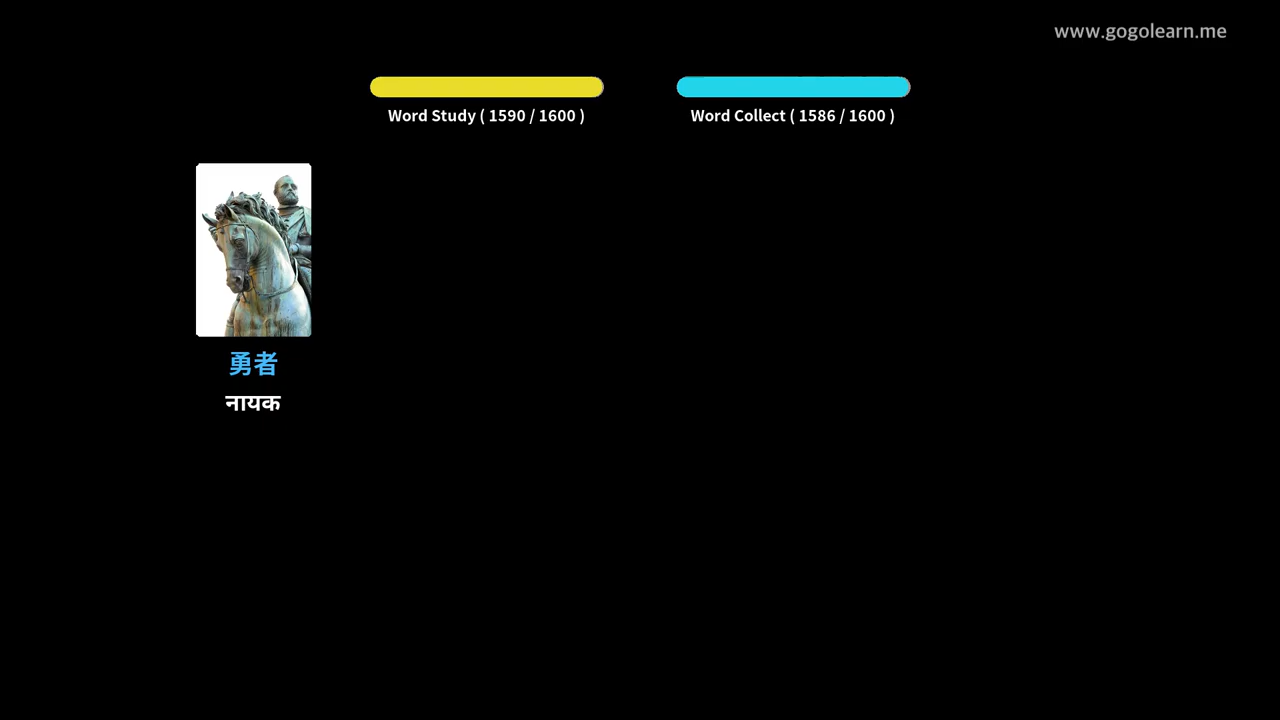 www.gogolearn.me
Word Study ( 1590 / 1600 )
Word Collect ( 1586 / 1600 )
勇者
नायक